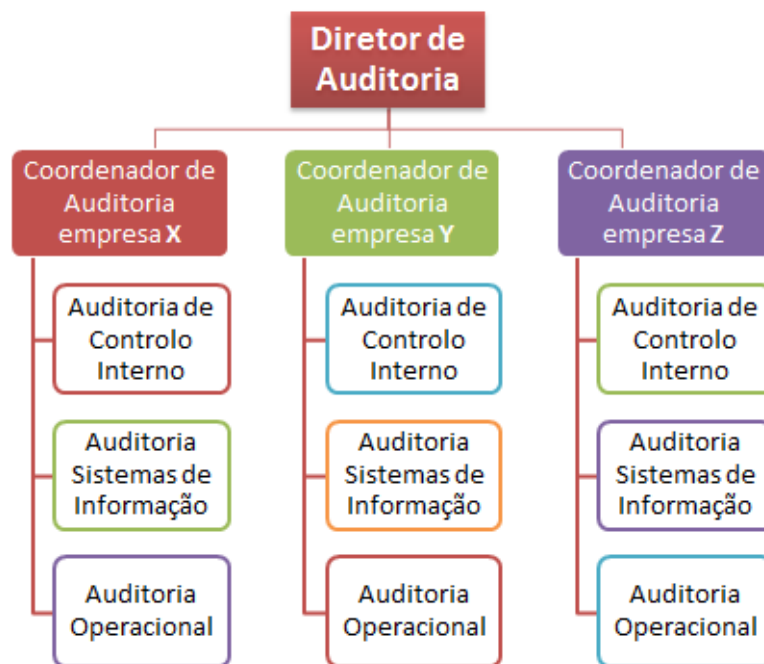 Diretor de
Auditoria
Coordenador de
Auditoria
empresa X
Coordenador de
Auditoria
empresa Y
Coordenador de
Auditoria
empresa Z
Auditoria de
Controlo
Interno
Auditoria de
Controlo
Interno
Auditoria de
Controlo
Interno
Auditoria
Sistemas de
Informação
Auditoria
Sistemas de
Informação
Auditoria
Sistemas de
Informação
Auditoria
Operacional
Auditoria
Operacional
Auditoria
Operacional